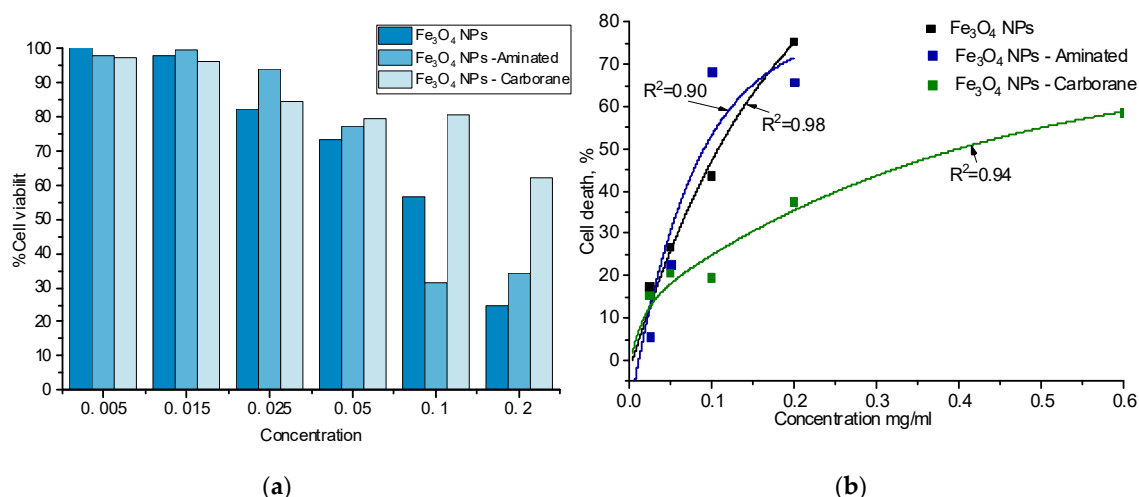 100
90
80
70
60
50
40
30
20
10
0
%Cell viabilit
Fe₃O₄ NPs
Fe₃O₄ NPs -Aminated
Fe₃O₄ NPs - Carborane
0. 005
0. 015
0. 025
0. 05
0. 1
0. 2
Concentration
(a)
80
70
60
50
40
30
20
10
0
Cell death, %
Fe₃O₄ NPs
Fe₃O₄ NPs - Aminated
Fe₃O₄ NPs - Carborane
R²=0.90
R²=0.98
R²=0.94
0.0
0.1
0.2
0.3
0.4
0.5
0.6
Concentration mg/ml
(b)